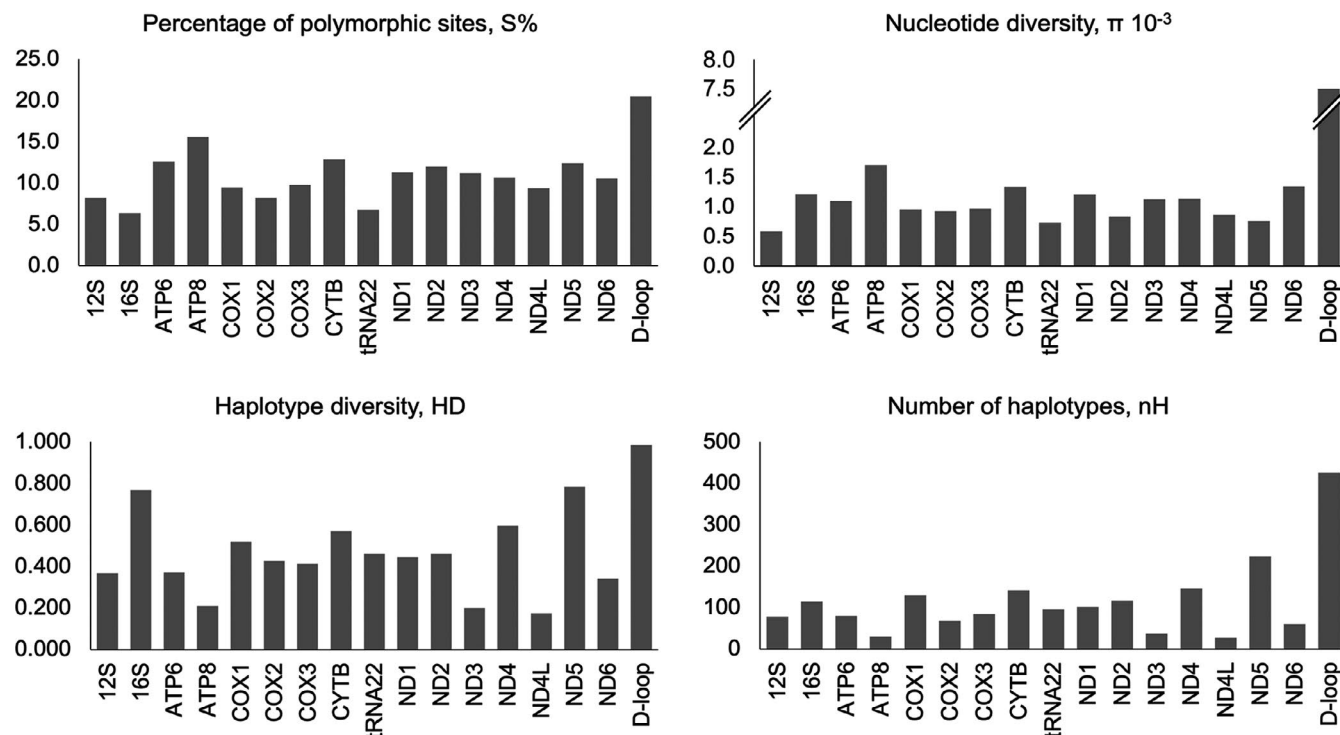 Percentage of polymorphic sites, S%
25.0
20.0
15.0
10.0
5.0
0.0
12S
16S
ATP6
ATP8
COX1
COX2
COX3
CYTB
tRNA22
ND1
ND2
ND3
ND4
ND4L
ND5
ND6
D-loop
Nucleotide diversity, π 10⁻³
8.0
7.5
2.0
1.5
1.0
0.5
0.0
12S
16S
ATP6
ATP8
COX1
COX2
COX3
CYTB
tRNA22
ND1
ND2
ND3
ND4
ND4L
ND5
ND6
D-loop
Haplotype diversity, HD
1.000
0.800
0.600
0.400
0.200
0.000
12S
16S
ATP6
ATP8
COX1
COX2
COX3
CYTB
tRNA22
ND1
ND2
ND3
ND4
ND4L
ND5
ND6
D-loop
Number of haplotypes, nH
500
400
300
200
100
0
12S
16S
ATP6
ATP8
COX1
COX2
COX3
CYTB
tRNA22
ND1
ND2
ND3
ND4
ND4L
ND5
ND6
D-loop